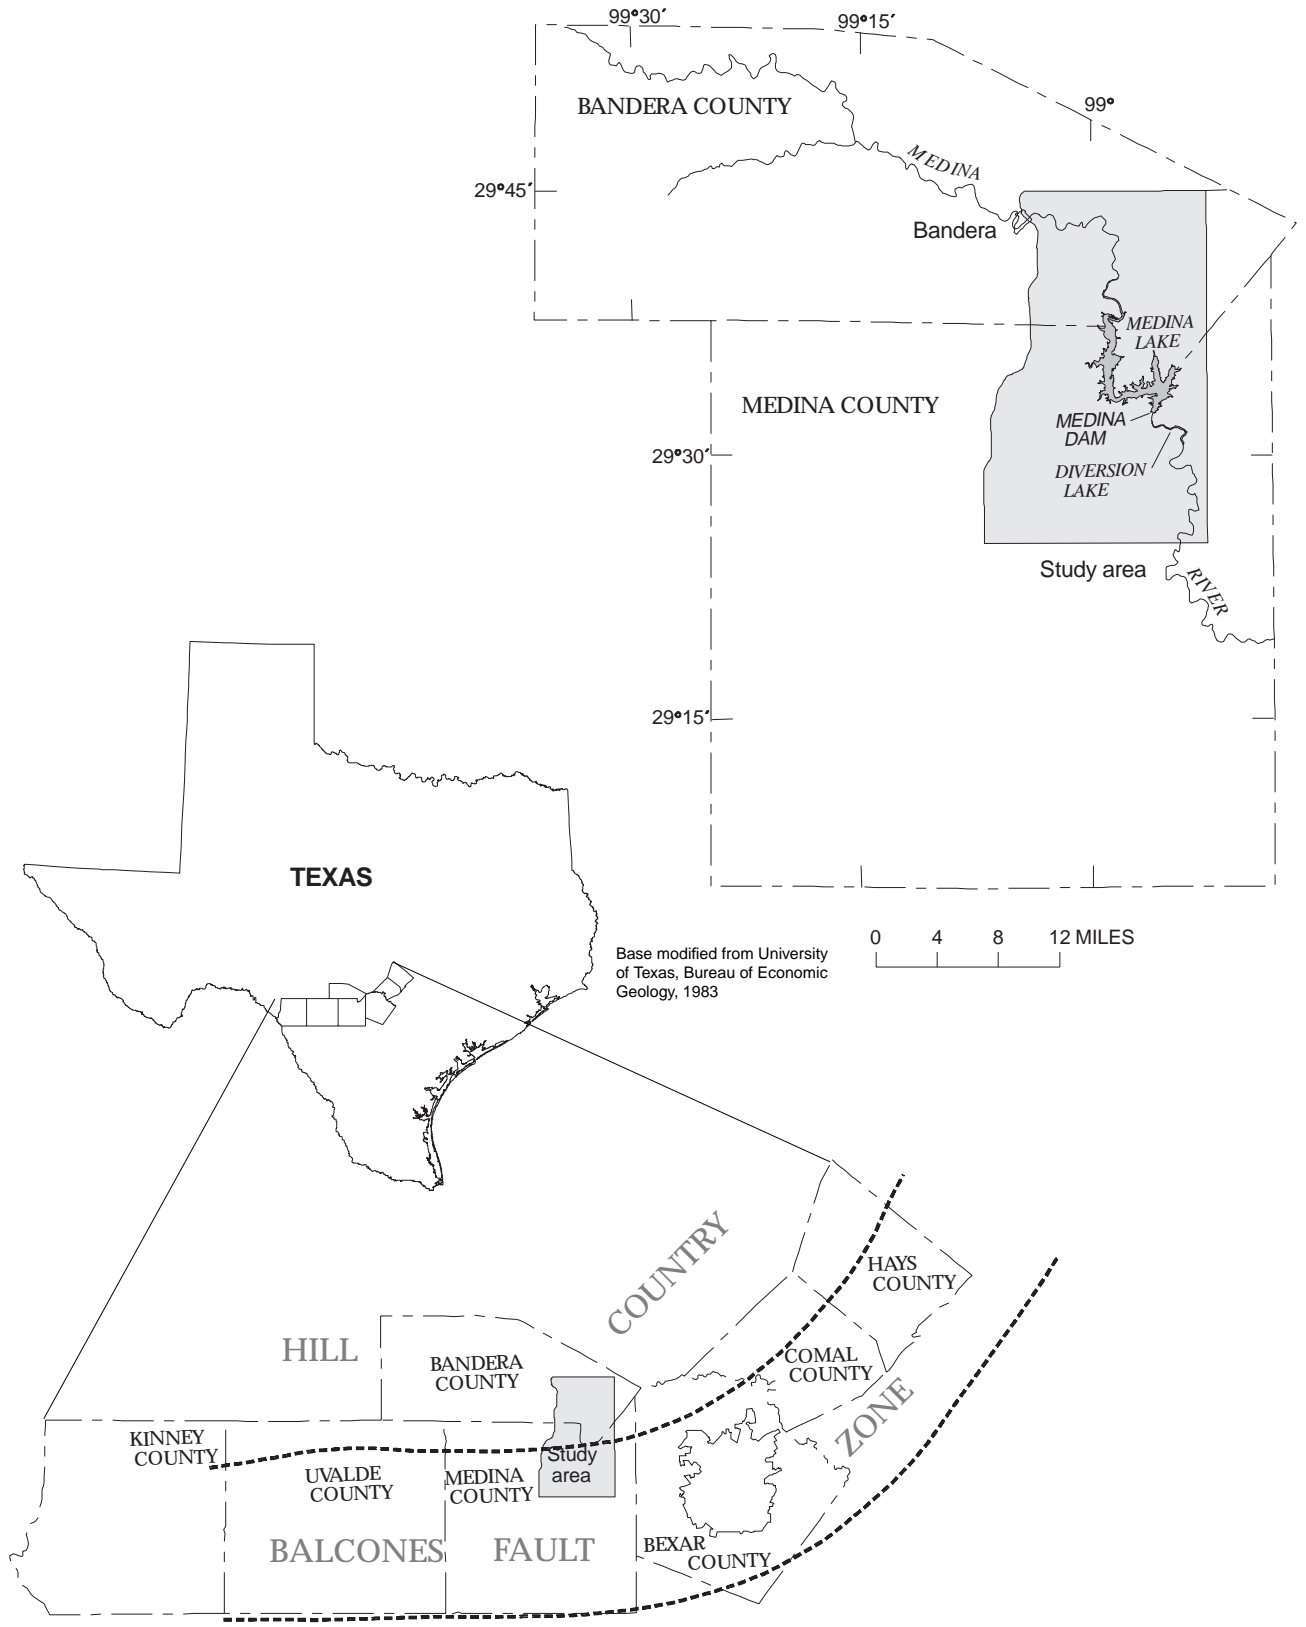 99°30′
99°15′
BANDERA COUNTY
99°
MEDINA
29°45′
Bandera
MEDINA
LAKE
MEDINA COUNTY
MEDINA
DAM
29°30′
DIVERSION
LAKE
Study area
RIVER
29°15′
TEXAS
0 4 8 12 MILES
Base modified from University
of Texas, Bureau of Economic
Geology, 1983
HILL
COUNTRY
HAYS
COUNTY
BANDERA
COUNTY
COMAL
COUNTY
ZONE
KINNEY
COUNTY
UVALDE
COUNTY
MEDINA
COUNTY
Study
area
BALCONES
FAULT
BEXAR
COUNTY